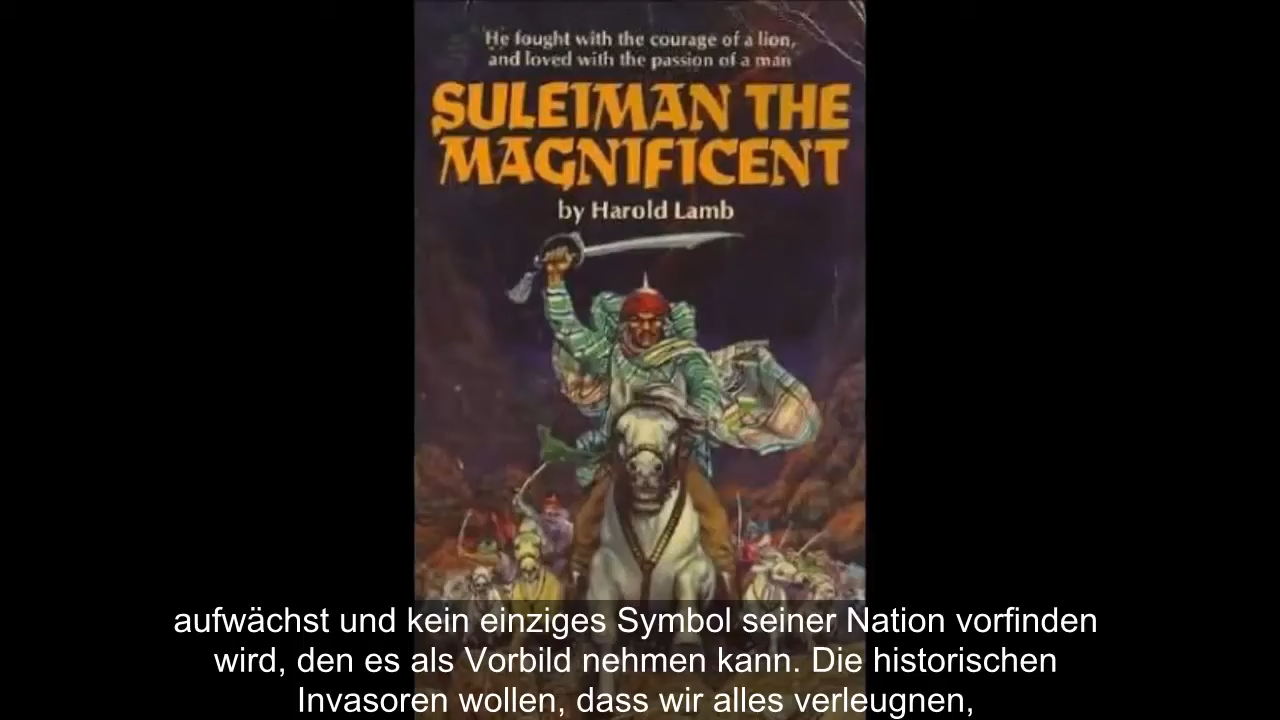 He fought with the courage of a lion,
and loved with the passion of a man
SULEIMAN THE
MAGNIFICENT
by Harold Lamb
aufwächst und kein einziges Symbol seiner Nation vorfinden
wird, den es als Vorbild nehmen kann. Die historischen
Invasoren wollen, dass wir alles verleugnen,